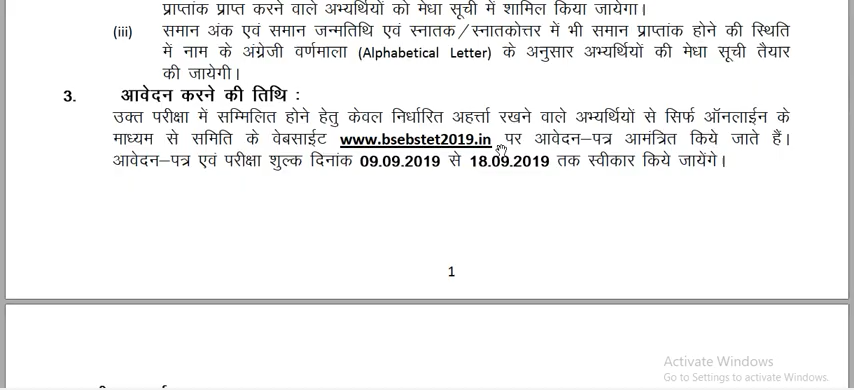 प्राप्तांक प्राप्त करने वाले अभ्यर्थियों को मेधा सूची में शामिल किया जायेगा।
(iii) समान अंक एवं समान जन्मतिथि एवं स्नातक/स्नातकोत्तर में भी समान प्राप्तांक होने की स्थिति
में नाम के अंग्रेजी वर्णमाला (Alphabetical Letter) के अनुसार अभ्यर्थियों की मेधा सूची तैयार
की जायेगी।
3. आवेदन करने की तिथि :
उक्त परीक्षा में सम्मिलित होने हेतु केवल निर्धारित अहर्त्ता रखने वाले अभ्यर्थियों से सिर्फ ऑनलाईन के
माध्यम से समिति के वेबसाईट www.bsebstet2019.in पर आवेदन–पत्र आमंत्रित किये जाते हैं।
आवेदन–पत्र एवं परीक्षा शुल्क दिनांक 09.09.2019 से 18.09.2019 तक स्वीकार किये जायेंगे।
1
Activate Windows
Go to Settings to activate Windows.